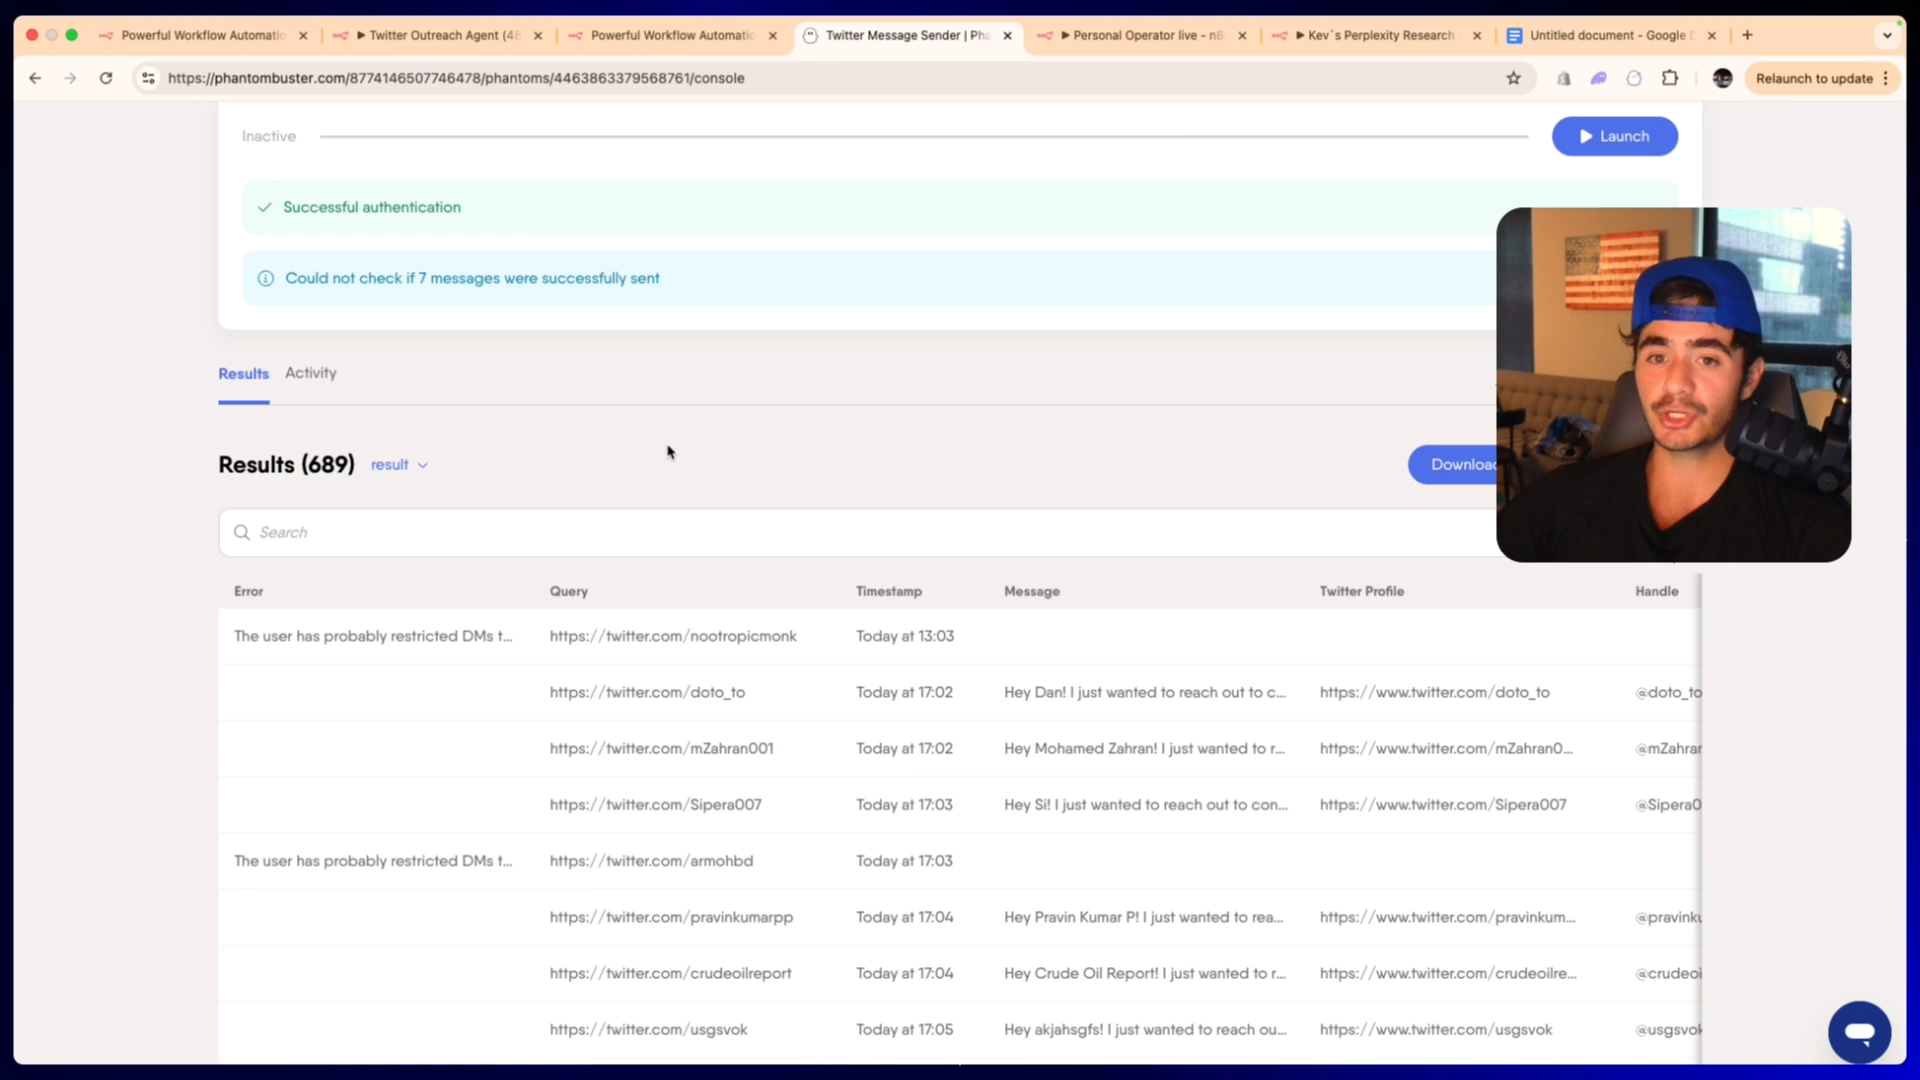 Powerful Workflow Automatio
▶ Twitter Outreach Agent (48
Powerful Workflow Automatio
Twitter Message Sender | Pha
▶ Personal Operator live - n8
▶ Kev's Perplexity Research
Untitled document - Google D
https://phantombuster.com/8774146507746478/phantoms/4463863379568761/console
Relaunch to update
Inactive
Launch
Successful authentication
Could not check if 7 messages were successfully sent
Results Activity
Results (689) result
Download
Search
Error Query Timestamp Message Twitter Profile Handle
The user has probably restricted DMs t... https://twitter.com/nootropicmonk Today at 13:03
https://twitter.com/doto_to Today at 17:02 Hey Dan! I just wanted to reach out to c... https://www.twitter.com/doto_to @doto_to
https://twitter.com/mZahran001 Today at 17:02 Hey Mohamed Zahran! I just wanted to r... https://www.twitter.com/mZahran0... @mZahran
https://twitter.com/Sipera007 Today at 17:03 Hey Si! I just wanted to reach out to con... https://www.twitter.com/Sipera007 @Sipera0
The user has probably restricted DMs t... https://twitter.com/armohbd Today at 17:03
https://twitter.com/pravinkumarpp Today at 17:04 Hey Pravin Kumar P! I just wanted to rea... https://www.twitter.com/pravinkum... @pravinku
https://twitter.com/crudeoilreport Today at 17:04 Hey Crude Oil Report! I just wanted to r... https://www.twitter.com/crudeoilre... @crudeoi
https://twitter.com/usgsvok Today at 17:05 Hey akjahsgfs! I just wanted to reach ou... https://www.twitter.com/usgsvok @usgsvok